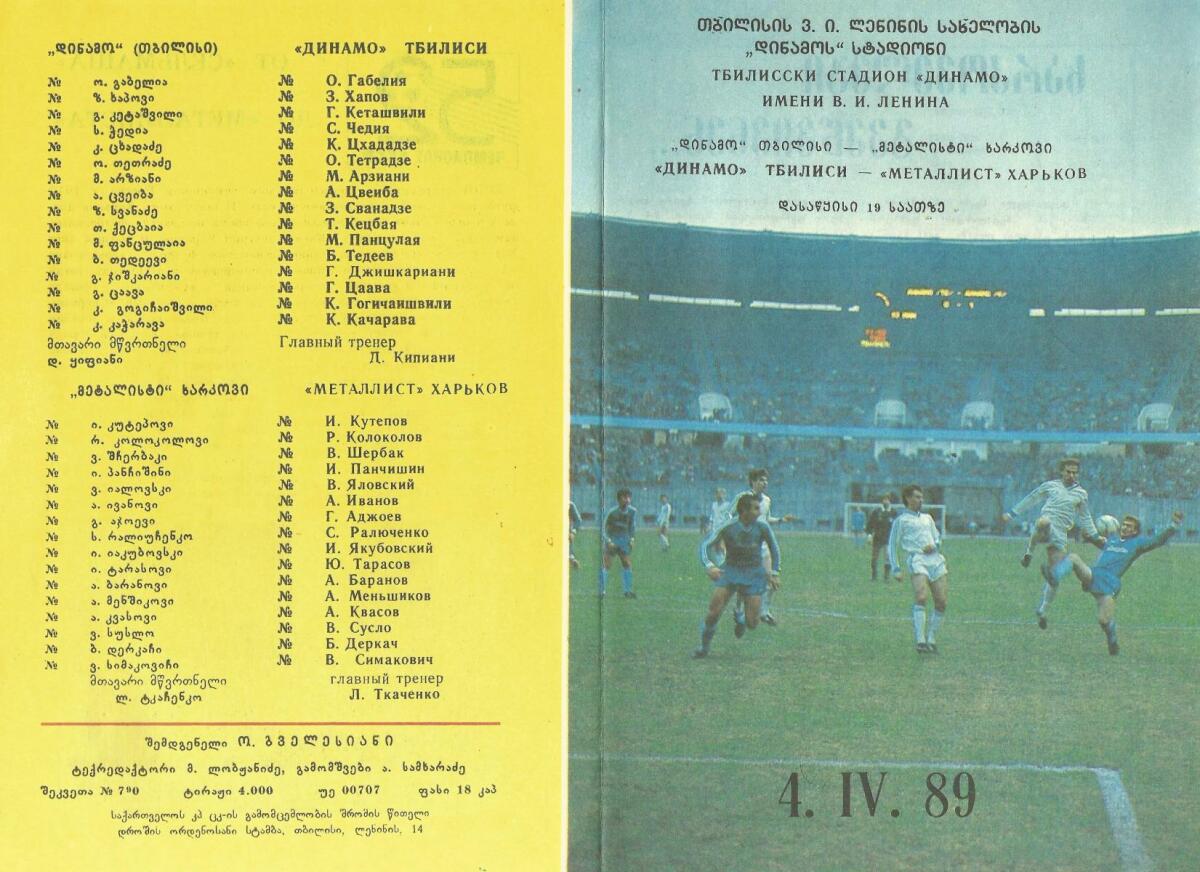 „დინამო“ (თბილისი) «ДИНАМО» ТБИЛИСИ
№ ო. გაბელია № О. Габелия
№ ზ. ხაპოვი № З. Хапов
№ გ. კეტაშვილი № Г. Кеташвили
№ ს. ჭედია № С. Чедия
№ კ. ცხადაძე № К. Цхададзе
№ ო. თეთრაძე № О. Тетрадзе
№ მ. არზიანი № М. Арзиани
№ ა. ცვეიბა № А. Цвеиба
№ ზ. სვანაძე № З. Сванадзе
№ თ. ქეცბაია № Т. Кецбая
№ მ. ფანცულაია № М. Панцулая
№ ბ. თედეევი № Б. Тедеев
№ გ. ჯიშკარიანი № Г. Джишкариани
№ გ. ცაავა № Г. Цаава
№ კ. გოგიჩაიშვილი № К. Гогичаишвили
№ კ. კაჭარავა № К. Качарава
მთავარი მწვრთნელი Главный тренер
დ. ყიფიანი Д. Кипиани
„მეტალისტი“ ხარკოვი «МЕТАЛЛИСТ» ХАРЬКОВ
№ ი. კუტეპოვი № И. Кутепов
№ რ. კოლოკოლოვი № Р. Колоколов
№ ვ. შჩერბაკი № В. Шербак
№ ი. პანჩიშინი № И. Панчишин
№ ვ. იალოვსკი № В. Яловский
№ ა. ივანოვი № А. Иванов
№ გ. აჯოევი № Г. Аджоев
№ ს. რალიუჩენკო № С. Ралюченко
№ ი. იაკუბოვსკი № И. Якубовский
№ ი. ტარასოვი № Ю. Тарасов
№ ა. ბარანოვი № А. Баранов
№ ა. მენშიკოვი № А. Меньшиков
№ ა. კვასოვი № А. Квасов
№ ვ. სუსლო № В. Сусло
№ ბ. დერკაჩი № Б. Деркач
№ ვ. სიმაკოვიჩი № В. Симакович
მთავარი მწვრთნელი главный тренер
ლ. ტკაჩენკო Л. Ткаченко
შემდგენელი ო. გველესიანი
ტექრედაქტორი მ. ლობჟანიძე, გამომშვები ა. სამხარაძე
შეკვეთა № 790 ტირაჟი 4.000 უე 00707 ფასი 18 კაპ
საქართველოს კპ ცკ-ის გამომცემლობის შრომის წითელი
დროშის ორდენოსანი სტამბა, თბილისი, ლენინის, 14
თბილისის ვ. ი. ლენინის სახელობის
„დინამოს“ სტადიონი
ТБИЛИССКИ СТАДИОН «ДИНАМО»
ИМЕНИ В. И. ЛЕНИНА
„დინამო“ თბილისი — „მეტალისტი“ ხარკოვი
«ДИНАМО» ТБИЛИСИ — «МЕТАЛЛИСТ» ХАРЬКОВ
დასაწყისი 19 საათზე
4. IV. 89